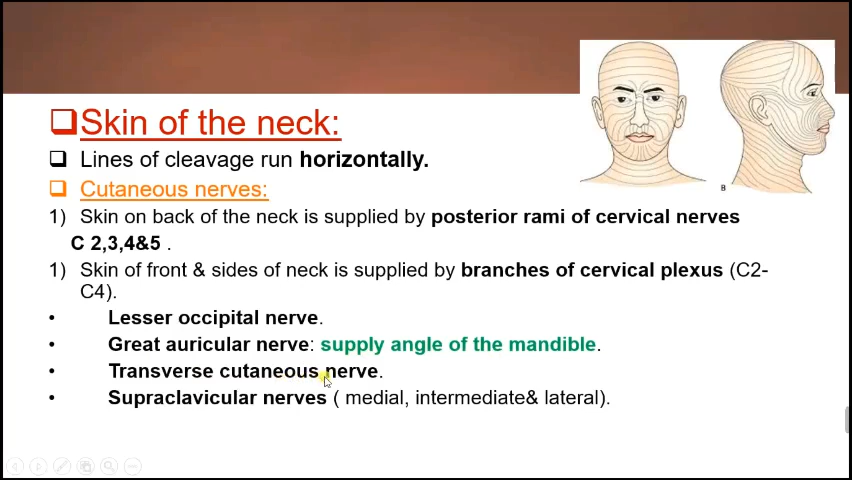 Skin of the neck:
Lines of cleavage run horizontally.
Cutaneous nerves:
1) Skin on back of the neck is supplied by posterior rami of cervical nerves
C 2,3,4&5 .
1) Skin of front & sides of neck is supplied by branches of cervical plexus (C2-
C4).
• Lesser occipital nerve.
• Great auricular nerve: supply angle of the mandible.
• Transverse cutaneous nerve.
• Supraclavicular nerves ( medial, intermediate& lateral).
B